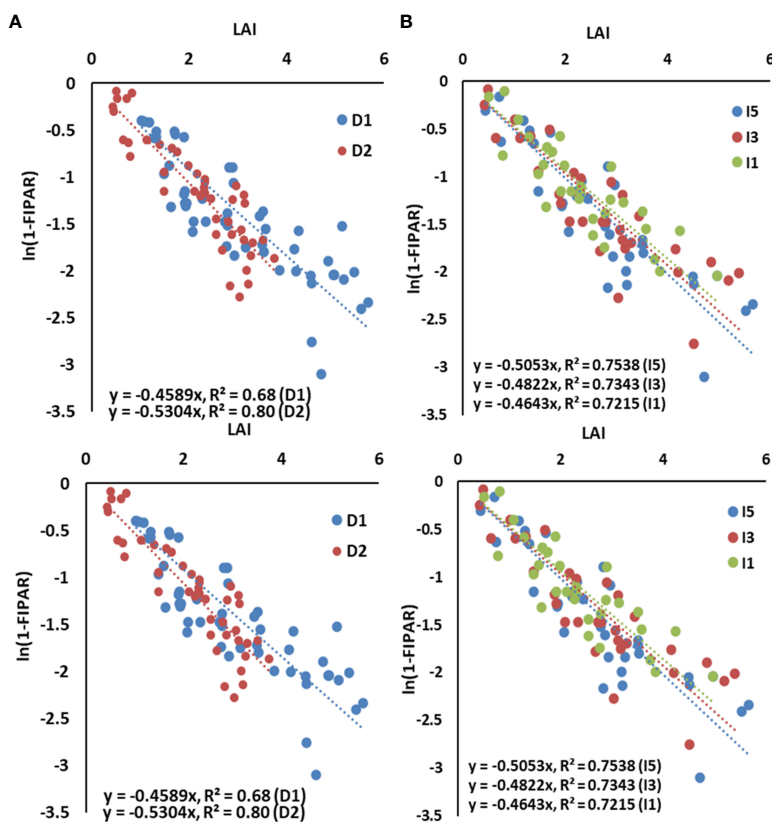 A
LAI
0 2 4 6
0
-0.5
-1
-1.5
-2
-2.5
-3
-3.5
ln(1-FIPAR)
D1
D2
y = -0.4589x, R² = 0.68 (D1)
y = -0.5304x, R² = 0.80 (D2)
B
LAI
0 2 4 6
0
-0.5
-1
-1.5
-2
-2.5
-3
-3.5
ln(1-FIPAR)
I5
I3
I1
y = -0.5053x, R² = 0.7538 (I5)
y = -0.4822x, R² = 0.7343 (I3)
y = -0.4643x, R² = 0.7215 (I1)
LAI
0 2 4 6
0
-0.5
-1
-1.5
-2
-2.5
-3
-3.5
ln(1-FIPAR)
D1
D2
y = -0.4589x, R² = 0.68 (D1)
y = -0.5304x, R² = 0.80 (D2)
LAI
0 2 4 6
0
-0.5
-1
-1.5
-2
-2.5
-3
-3.5
ln(1-FIPAR)
I5
I3
I1
y = -0.5053x, R² = 0.7538 (I5)
y = -0.4822x, R² = 0.7343 (I3)
y = -0.4643x, R² = 0.7215 (I1)